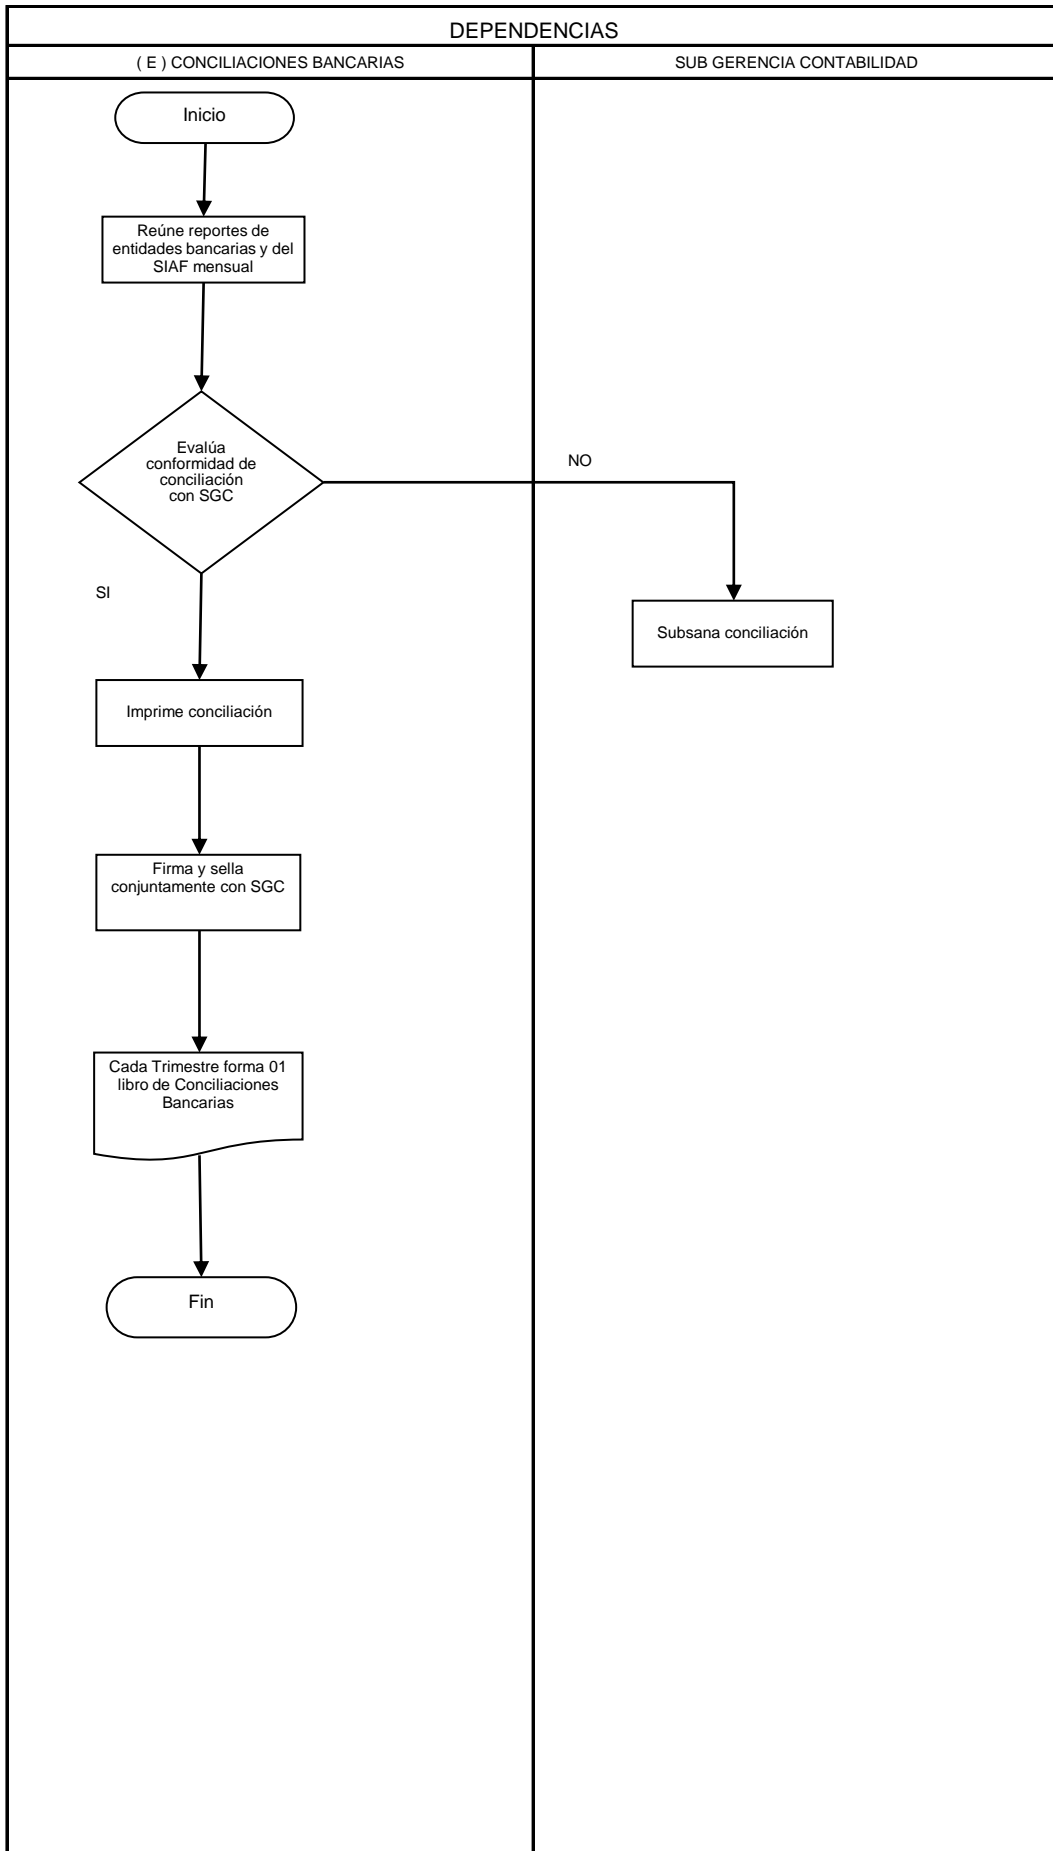 DEPENDENCIAS
( E ) CONCILIACIONES BANCARIAS
SUB GERENCIA CONTABILIDAD
Inicio
Reúne reportes de
entidades bancarias y del
SIAF mensual
Evalúa
conformidad de
conciliación
con SGC
NO
SI
Subsana conciliación
Imprime conciliación
Firma y sella
conjuntamente con SGC
Cada Trimestre forma 01
libro de Conciliaciones
Bancarias
Fin